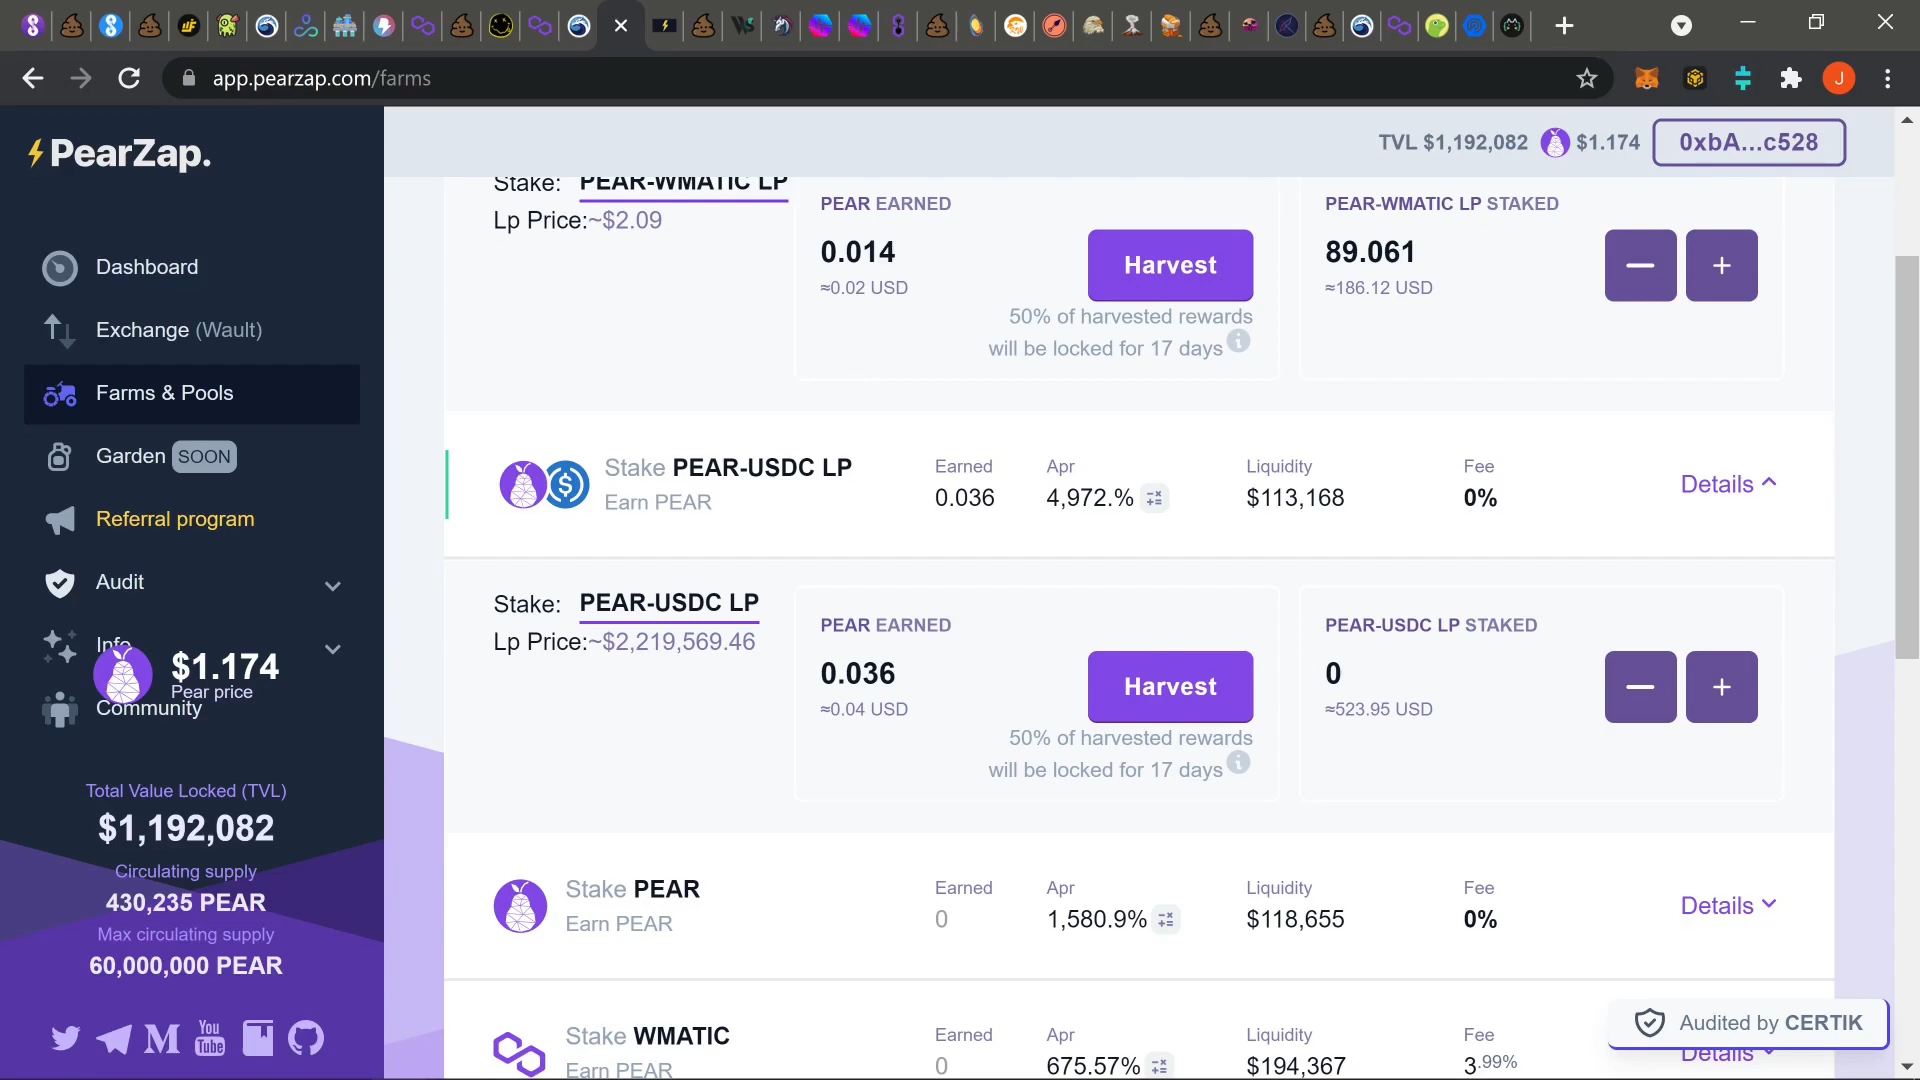 app.pearzap.com/farms
J
PearZap.
TVL $1,192,082
$1.174
0xbA...c528
Dashboard
Exchange (Wault)
Farms & Pools
Garden SOON
Referral program
Audit
Info
$1.174
Pear price
Community
Total Value Locked (TVL)
$1,192,082
Circulating supply
430,235 PEAR
Max circulating supply
60,000,000 PEAR
You
Tube
Stake: PEAR-WMATIC LP
Lp Price:~$2.09
PEAR EARNED
0.014
≈0.02 USD
Harvest
50% of harvested rewards
will be locked for 17 days
PEAR-WMATIC LP STAKED
89.061
≈186.12 USD
Stake PEAR-USDC LP
Earn PEAR
Earned
0.036
Apr
4,972.%
Liquidity
$113,168
Fee
0%
Details
Stake: PEAR-USDC LP
Lp Price:~$2,219,569.46
PEAR EARNED
0.036
≈0.04 USD
Harvest
50% of harvested rewards
will be locked for 17 days
PEAR-USDC LP STAKED
0
≈523.95 USD
Stake PEAR
Earn PEAR
Earned
0
Apr
1,580.9%
Liquidity
$118,655
Fee
0%
Details
Stake WMATIC
Earn PEAR
Earned
0
Apr
675.57%
Liquidity
$194,367
Fee
3.99%
Details
Audited by CERTIK